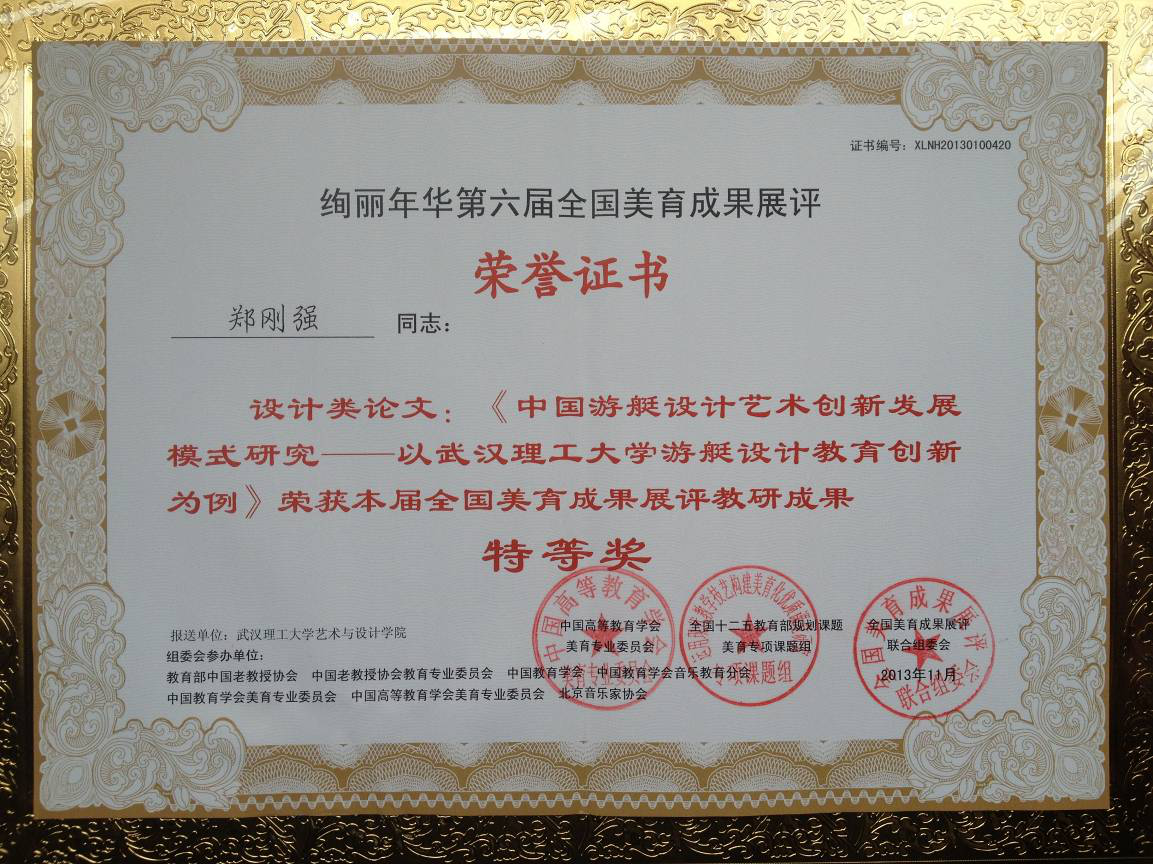 证书编号：XLNH20130100420
绚丽年华第六届全国美育成果展评
荣誉证书
郑刚强 同志：
设计类论文：《中国游艇设计艺术创新发展
模式研究——以武汉理工大学游艇设计教育创新
为例》荣获本届全国美育成果展评教研成果
特等奖
报送单位：武汉理工大学艺术与设计学院
组委会参办单位：
教育部中国老教授协会 中国老教授协会教育专业委员会 中国教育学会 中国教育学会音乐教育分会
中国教育学会美育专业委员会 中国高等教育学会美育专业委员会 北京音乐家协会
中国高等教育学会
美育专业委员会
全国十二五教育部规划课题
美育专项课题组
全国美育成果展评
联合组委会
2013年11月
中国高等教育学会
美育专业委员会
专项课题组
全国美育成果展评
联合组委会